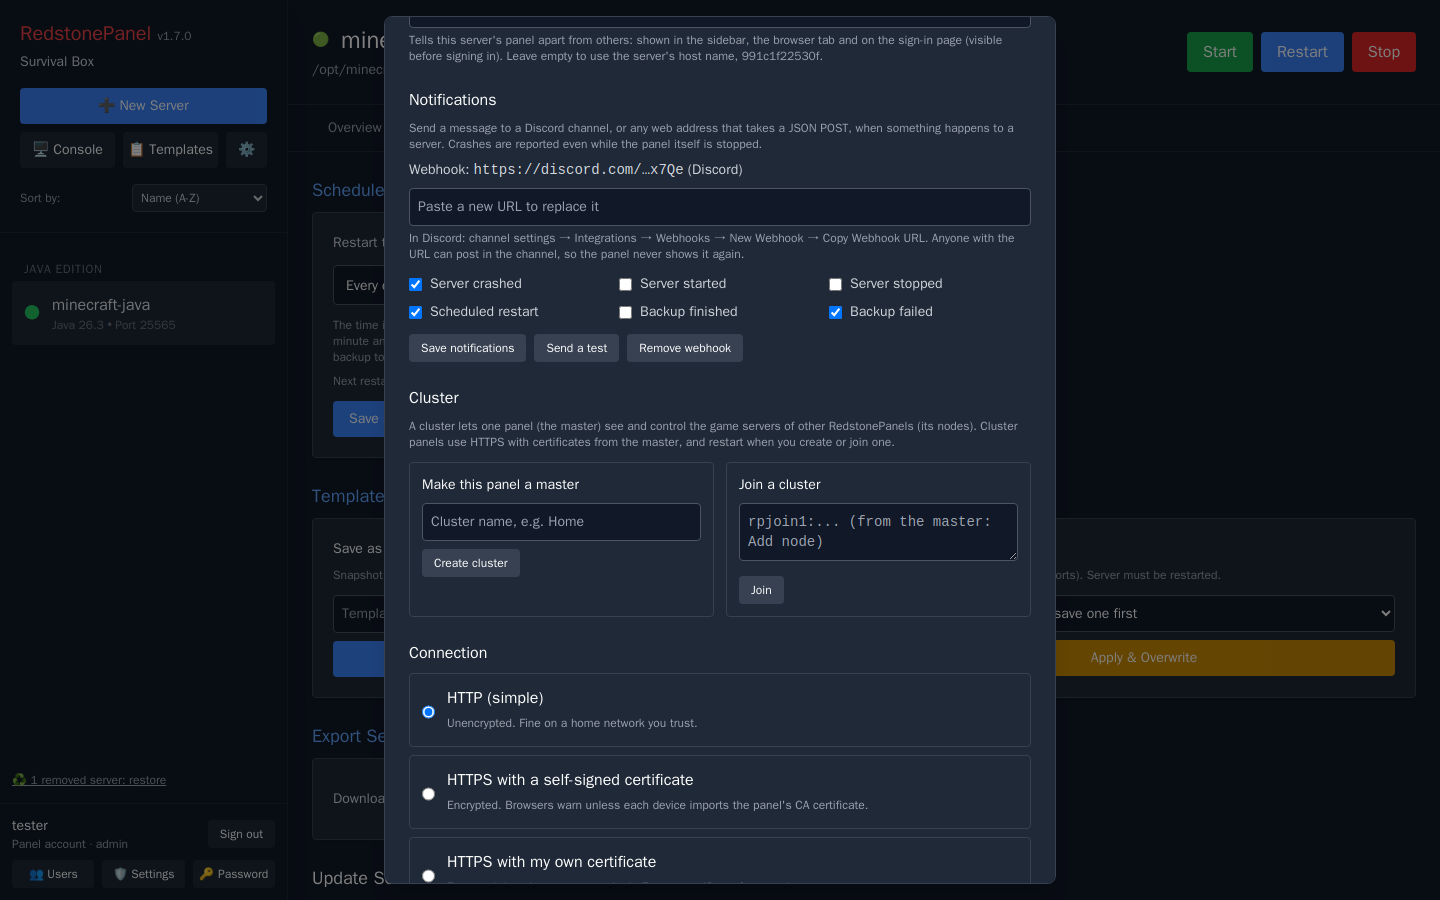 RedstonePanel v1.7.0
Survival Box
➕ New Server
🖥️ Console
📋 Templates
⚙️
Sort by:
Name (A-Z)
JAVA EDITION
minecraft-java
Java 26.3 • Port 25565
♻️ 1 removed server: restore
tester
Panel account · admin
Sign out
👥 Users
🛡️ Settings
🔑 Password
/opt/minec
Start
Restart
Stop
Overview
Schedule
Restart
Every
The time
minute
backup to
Next
Save
Template
Save as
Snapshot
orts). Server must be restarted.
save one first
Apply & Overwrite
Export
Update
Tells this server's panel apart from others: shown in the sidebar, the browser tab and on the sign-in page (visible
before signing in). Leave empty to use the server's host name, 991c1f22530f.
Notifications
Send a message to a Discord channel, or any web address that takes a JSON POST, when something happens to a
server. Crashes are reported even while the panel itself is stopped.
Webhook: https://discord.com/…x7Qe (Discord)
Paste a new URL to replace it
In Discord: channel settings → Integrations → Webhooks → New Webhook → Copy Webhook URL. Anyone with the
URL can post in the channel, so the panel never shows it again.
Server crashed
Server started
Server stopped
Scheduled restart
Backup finished
Backup failed
Save notifications
Send a test
Remove webhook
Cluster
A cluster lets one panel (the master) see and control the game servers of other RedstonePanels (its nodes). Cluster
panels use HTTPS with certificates from the master, and restart when you create or join one.
Make this panel a master
Cluster name, e.g. Home
Create cluster
Join a cluster
rpjoin1:... (from the master:
Add node)
Join
Connection
HTTP (simple)
Unencrypted. Fine on a home network you trust.
HTTPS with a self-signed certificate
Encrypted. Browsers warn unless each device imports the panel's CA certificate.
HTTPS with my own certificate